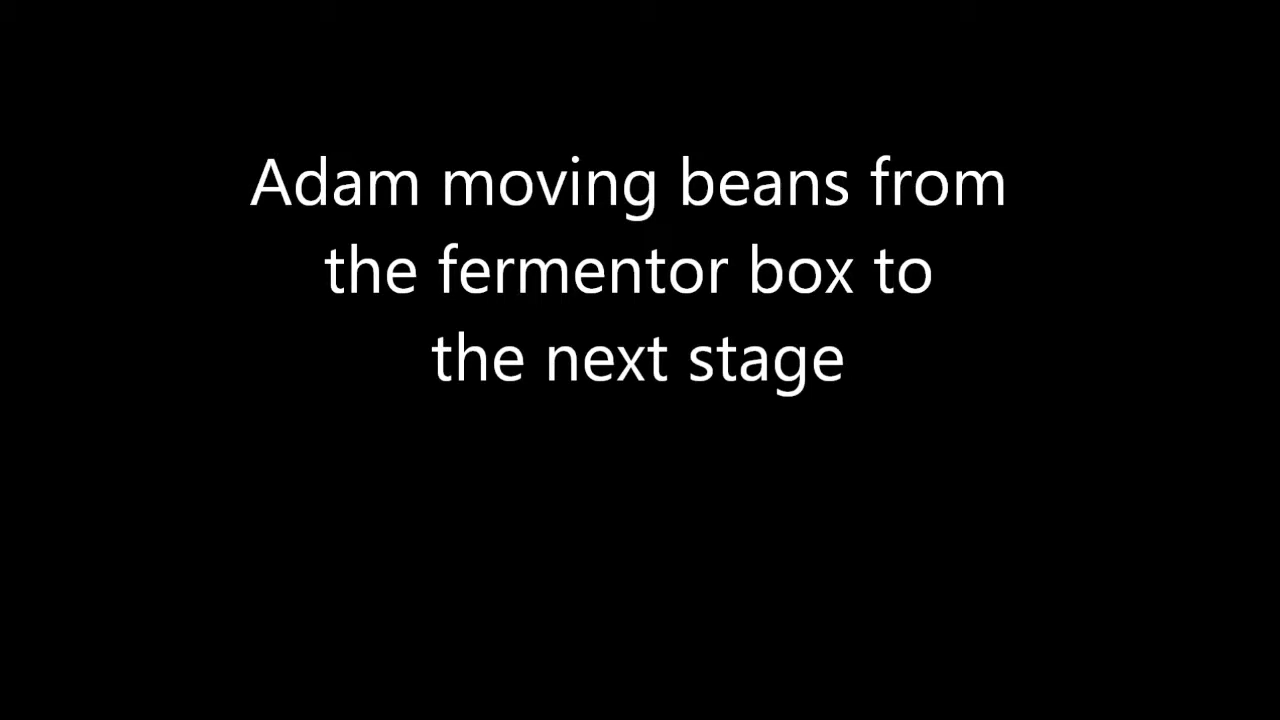 Adam moving beans from
the fermentor box to
the next stage